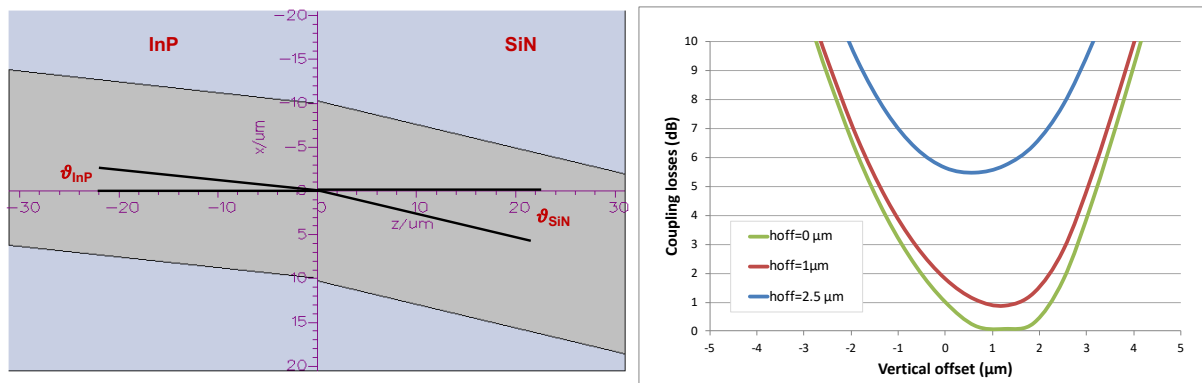 InP
SiN
-20
-15
-10
-5
0
5
10
15
20
x/um
-30
-20
-10
0
10
20
30
z/um
ϑInP
ϑSiN
Coupling losses (dB)
10
9
8
7
6
5
4
3
2
1
0
hoff=0 μm
hoff=1μm
hoff=2.5 μm
-5 -4 -3 -2 -1 0 1 2 3 4 5
Vertical offset (μm)